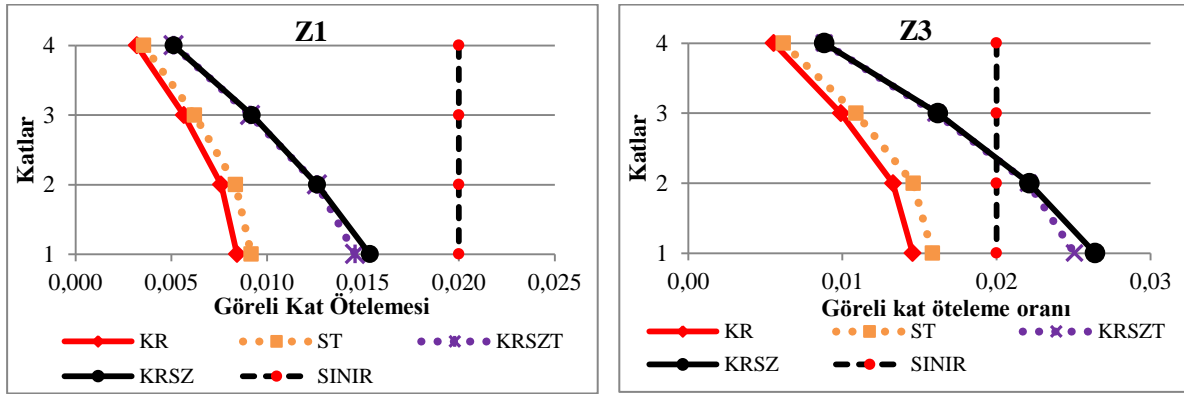 Z1
Katlar
4
3
2
1
0,000 0,005 0,010 0,015 0,020 0,025
Göreli Kat Ötelemesi
KR ST KRSZT
KRSZ SINIR
Z3
Katlar
4
3
2
1
0,00 0,01 0,02 0,03
Göreli kat öteleme oranı
KR ST KRSZT
KRSZ SINIR